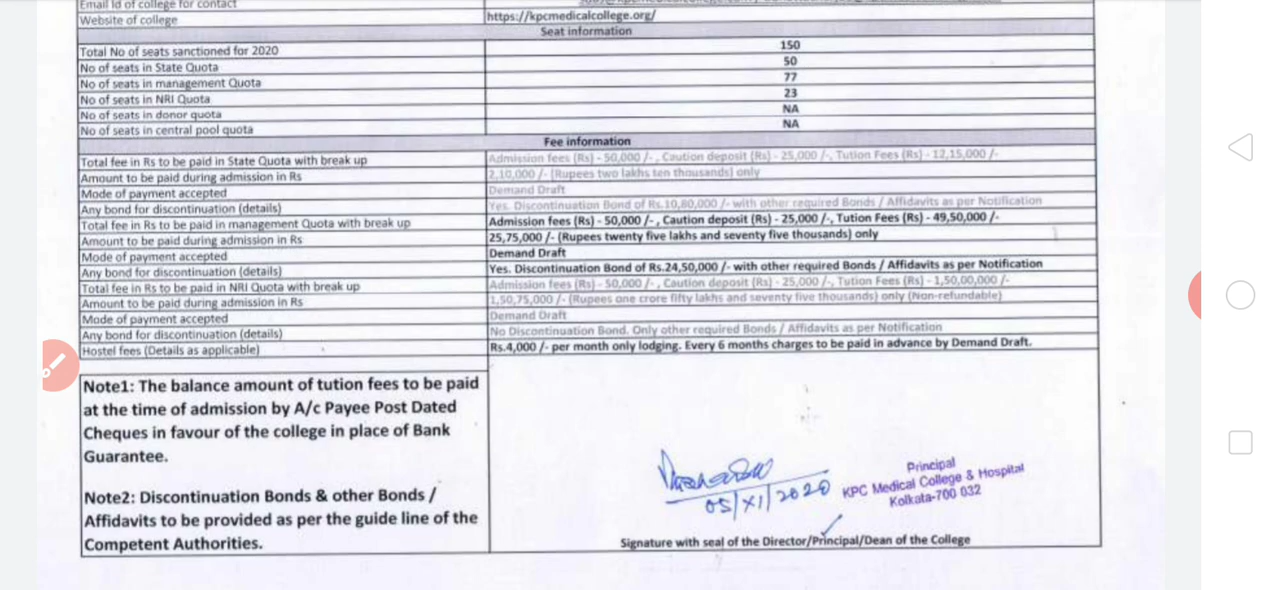 Email Id of college for contact
Website of college https://kpcmedicalcollege.org/
Seat information
Total No of seats sanctioned for 2020 150
No of seats in State Quota 50
No of seats in management Quota 77
No of seats in NRI Quota 23
No of seats in donor quota NA
No of seats in central pool quota NA
Fee information
Total fee in Rs to be paid in State Quota with break up Admission fees (Rs) - 50,000 /- , Caution deposit (Rs) - 25,000 /-, Tution Fees (Rs) - 12,15,000 /-
Amount to be paid during admission in Rs 2,10,000 /- (Rupees two lakhs ten thousands) only
Mode of payment accepted Demand Draft
Any bond for discontinuation (details) Yes. Discontinuation Bond of Rs.10,80,000 /- with other required Bonds / Affidavits as per Notification
Total fee in Rs to be paid in management Quota with break up Admission fees (Rs) - 50,000 /- , Caution deposit (Rs) - 25,000 /-, Tution Fees (Rs) - 49,50,000 /-
Amount to be paid during admission in Rs 25,75,000 /- (Rupees twenty five lakhs and seventy five thousands) only
Mode of payment accepted Demand Draft
Any bond for discontinuation (details) Yes. Discontinuation Bond of Rs.24,50,000 /- with other required Bonds / Affidavits as per Notification
Total fee in Rs to be paid in NRI Quota with break up Admission fees (Rs) - 50,000 /- , Caution deposit (Rs) - 25,000 /-, Tution Fees (Rs) - 1,50,00,000 /-
Amount to be paid during admission in Rs 1,50,75,000 /- (Rupees one crore fifty lakhs and seventy five thousands) only (Non-refundable)
Mode of payment accepted Demand Draft
Any bond for discontinuation (details) No Discontinuation Bond. Only other required Bonds / Affidavits as per Notification
Hostel fees (Details as applicable) Rs.4,000 /- per month only lodging. Every 6 months charges to be paid in advance by Demand Draft.
Note1: The balance amount of tution fees to be paid
at the time of admission by A/c Payee Post Dated
Cheques in favour of the college in place of Bank
Guarantee.
Note2: Discontinuation Bonds & other Bonds /
Affidavits to be provided as per the guide line of the
Competent Authorities.
05/XI/2020
Principal
KPC Medical College & Hospital
Kolkata-700 032
Signature with seal of the Director/Principal/Dean of the College